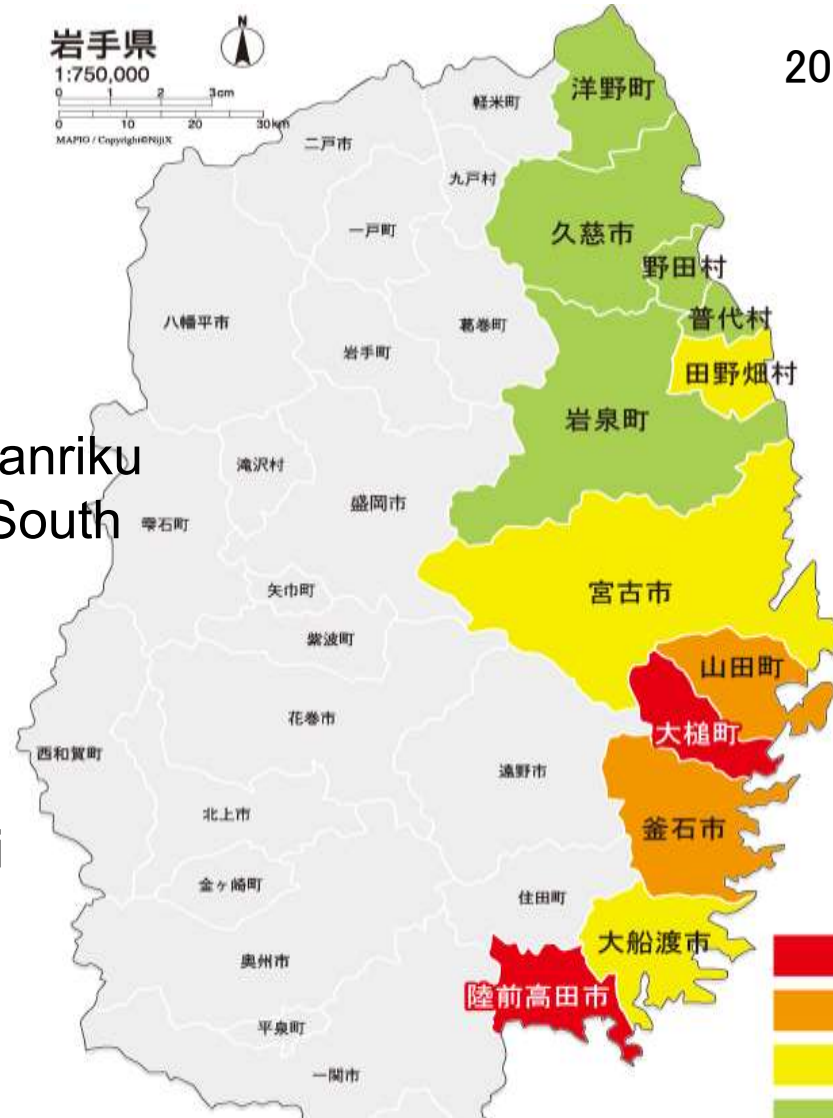 岩手県
N
20
1:750,000
0 1 2 3cm
0 10 20 30km
MAPIO / Copyright©NijiX
洋野町
軽米町
二戸市
九戸村
一戸町
久慈市
野田村
八幡平市
岩手町
葛巻町
普代村
田野畑村
岩泉町
anriku
滝沢村
South
雫石町
盛岡市
矢巾町
宮古市
紫波町
山田町
花巻市
大槌町
西和賀町
遠野市
北上市
釜石市
i
金ヶ崎町
住田町
奥州市
大船渡市
陸前高田市
平泉町
一関市